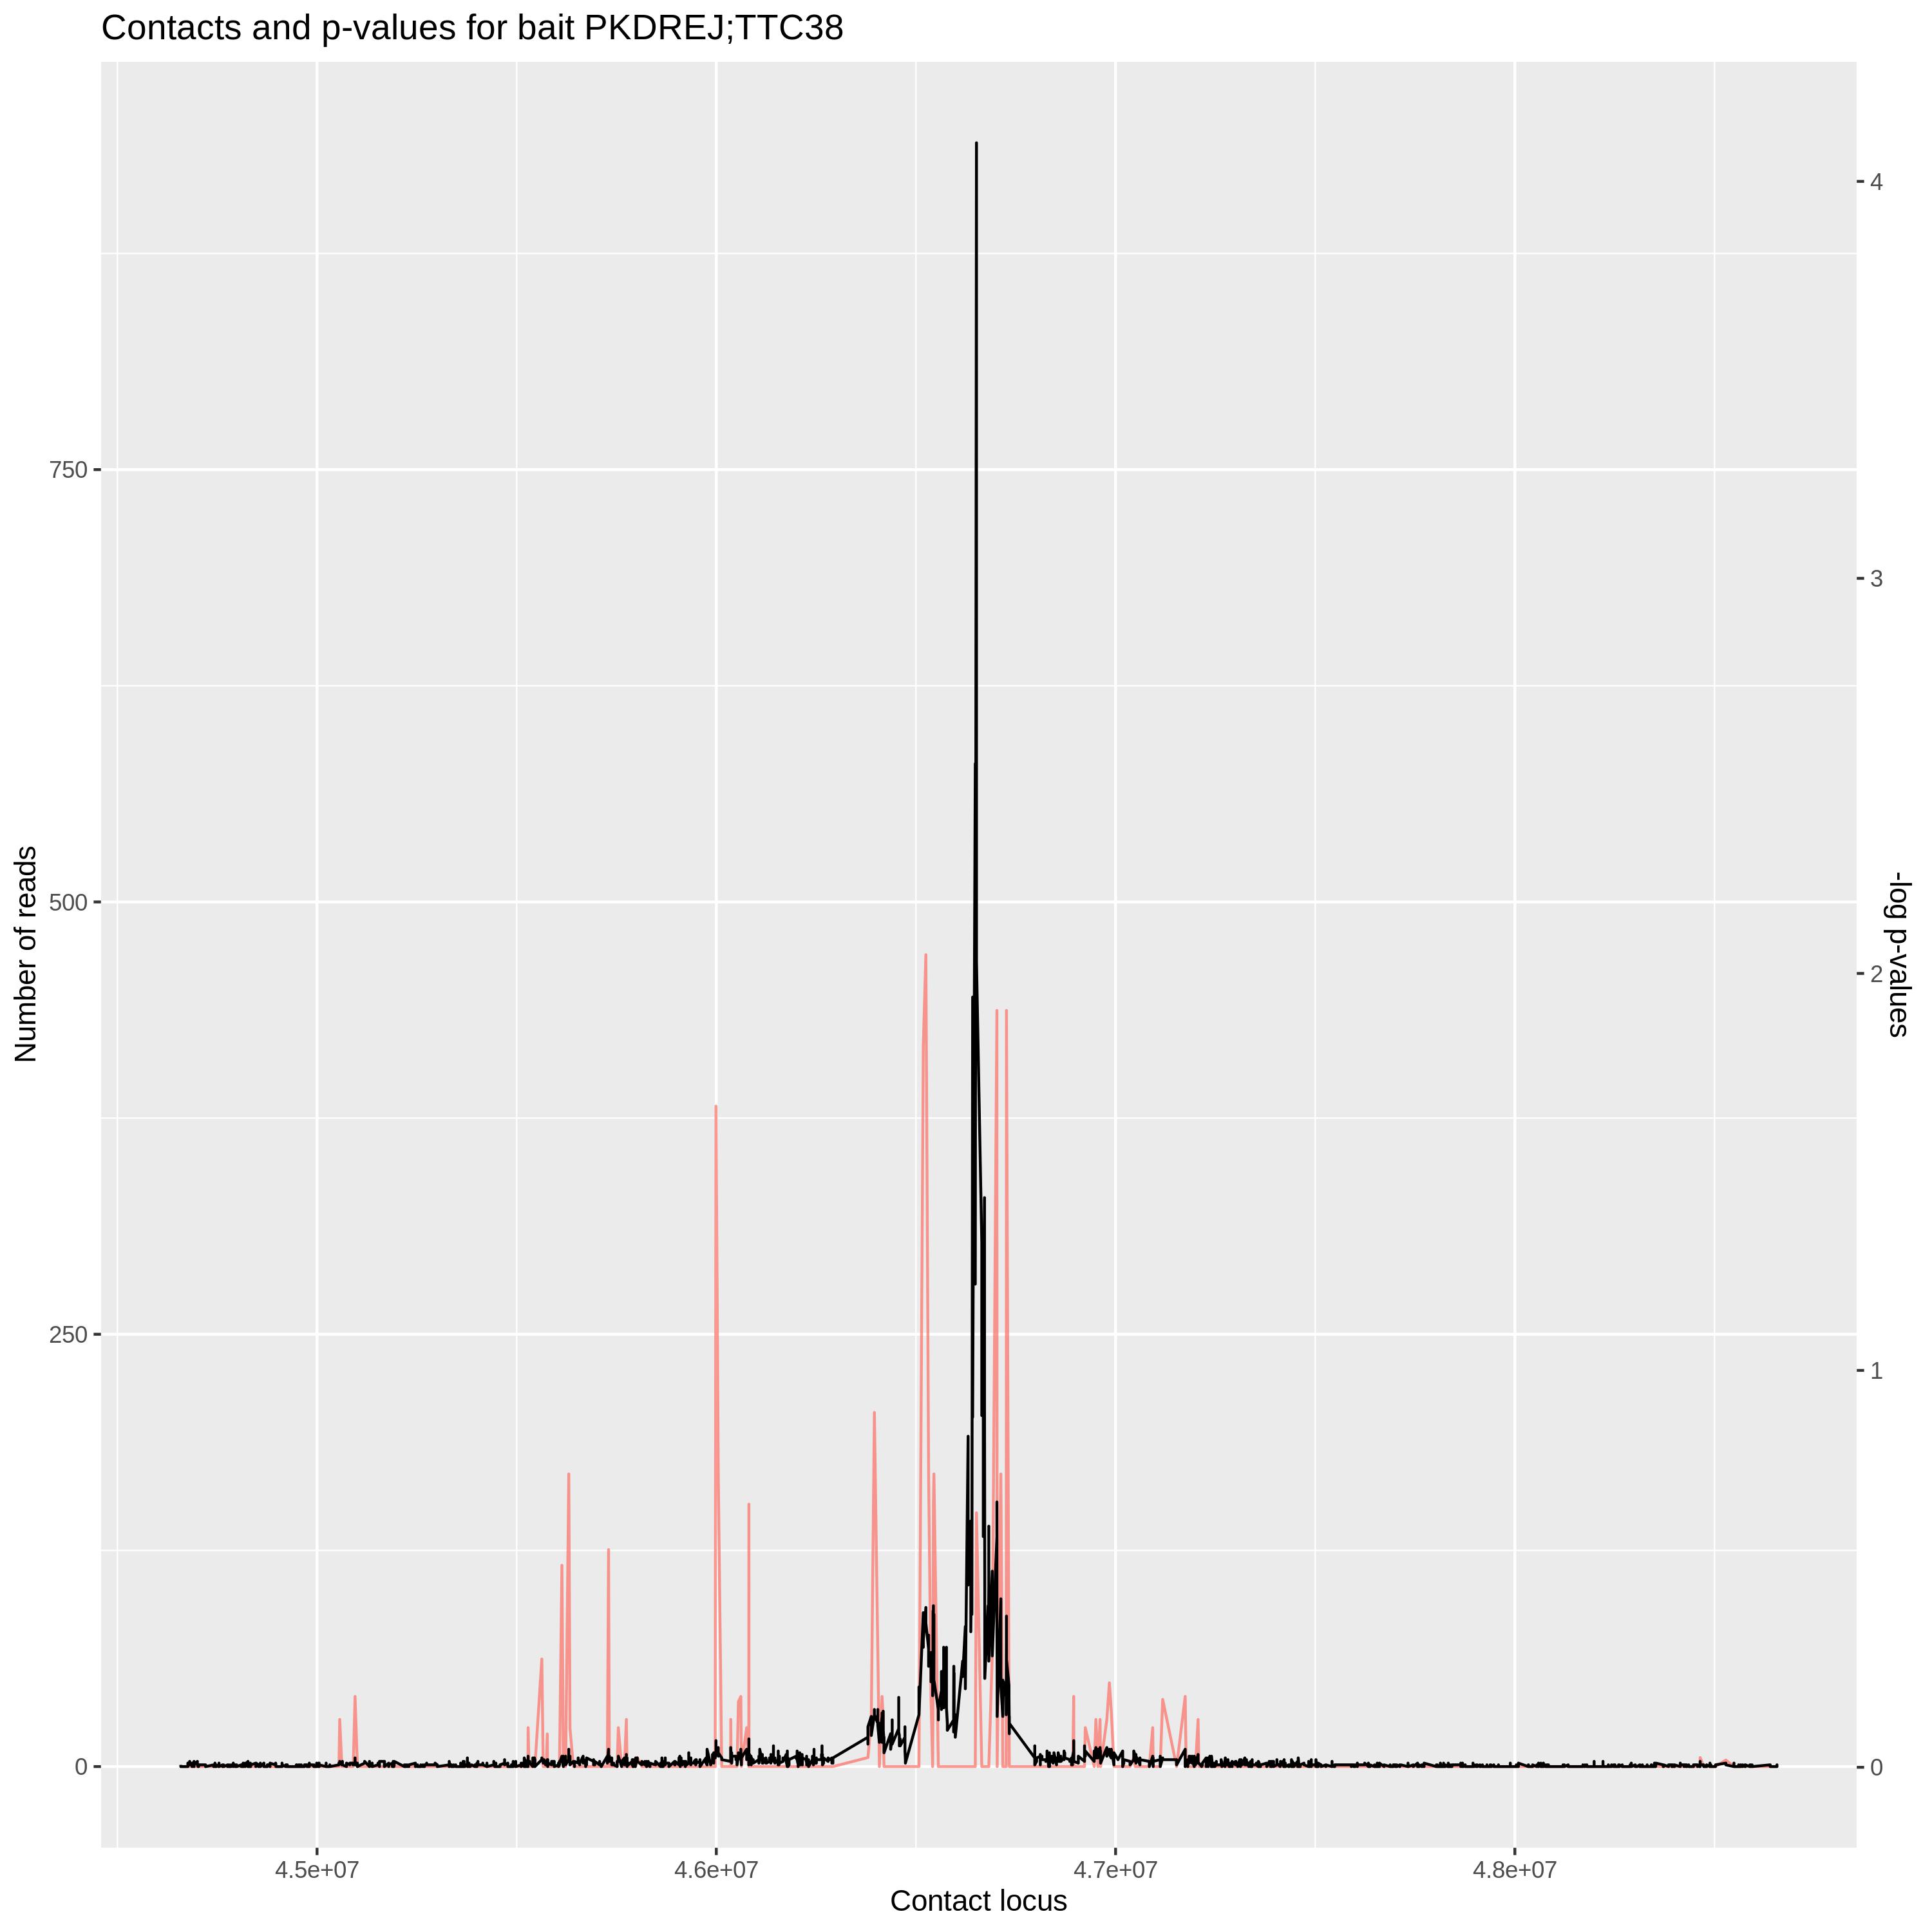 Contacts and p-values for bait PKDREJ;TTC38
Number of reads
750
500
250
0
4
3
2
1
0
-log p-values
4.5e+07 4.6e+07 4.7e+07 4.8e+07
Contact locus